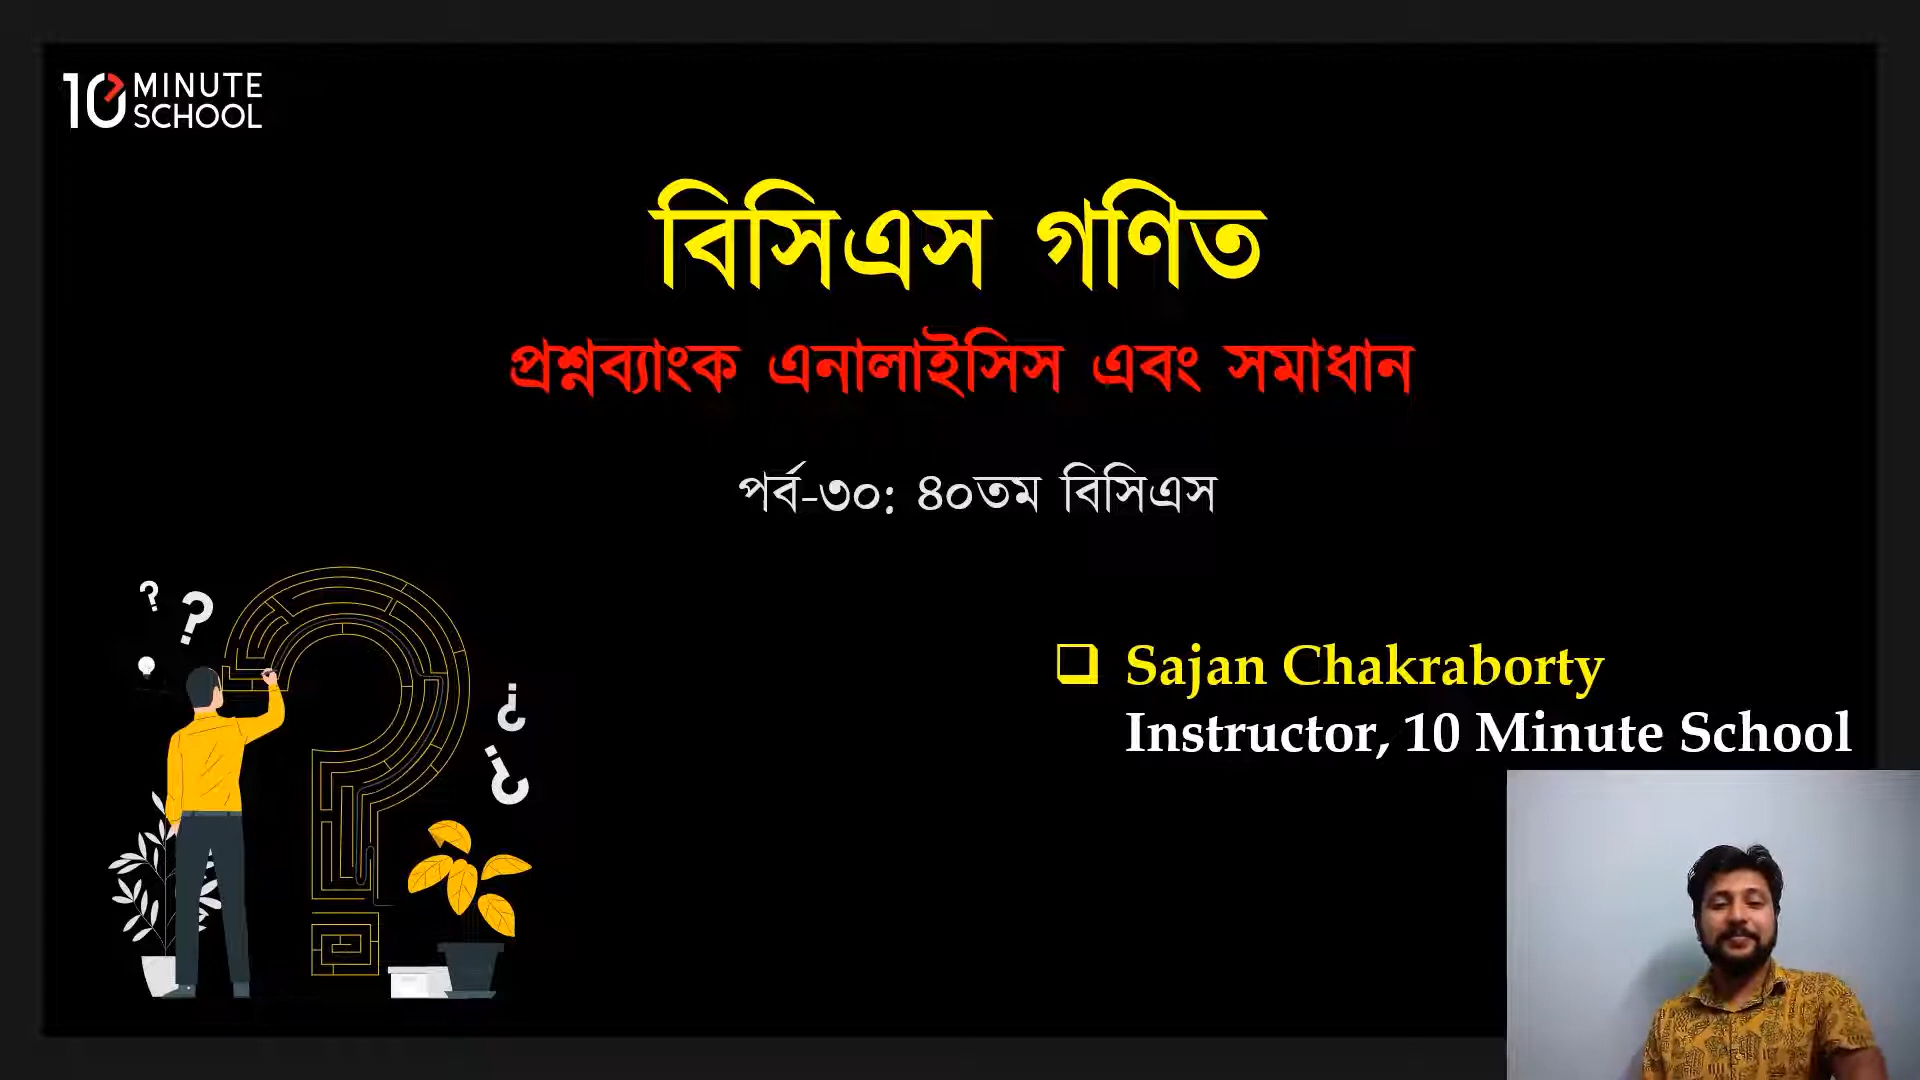 10 MINUTE
SCHOOL
বিসিএস গণিত
প্রশ্নব্যাংক এনালাইসিস এবং সমাধান
পর্ব-৩০: ৪০তম বিসিএস
? ?
Sajan Chakraborty
Instructor, 10 Minute School